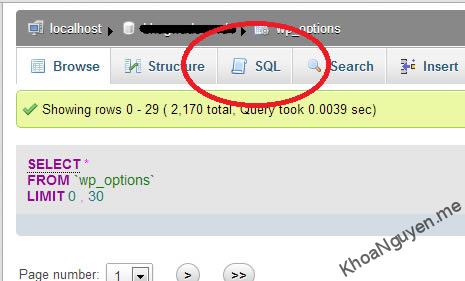 localhost wp_options
Browse Structure SQL Search Insert
Showing rows 0 - 29 ( 2,170 total, Query took 0.0039 sec)
SELECT *
FROM `wp_options`
LIMIT 0 , 30
Page number: 1 > >>
KhoaNguyen.me